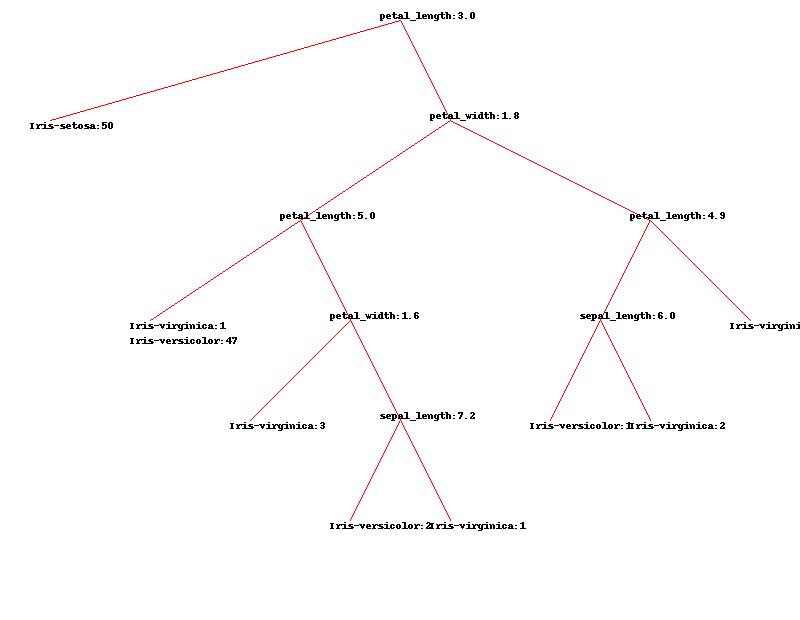 petal_length:3.0
Iris-setosa:50
petal_width:1.8
petal_length:5.0
petal_length:4.9
Iris-virginica:1
Iris-versicolor:47
petal_width:1.6
sepal_length:6.0
Iris-virgini
Iris-virginica:3
sepal_length:7.2
Iris-versicolor:1
Iris-virginica:2
Iris-versicolor:2
Iris-virginica:1